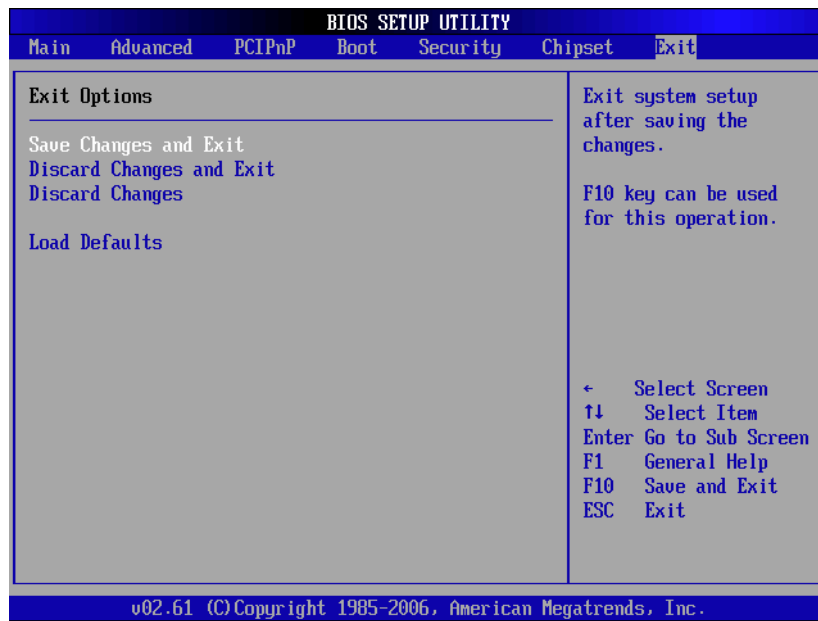 BIOS SETUP UTILITY
Main Advanced PCIPnP Boot Security Chipset Exit
Exit Options
Save Changes and Exit
Discard Changes and Exit
Discard Changes
Load Defaults
Exit system setup
after saving the
changes.
F10 key can be used
for this operation.
← Select Screen
↑↓ Select Item
Enter Go to Sub Screen
F1 General Help
F10 Save and Exit
ESC Exit
v02.61 (C)Copyright 1985-2006, American Megatrends, Inc.